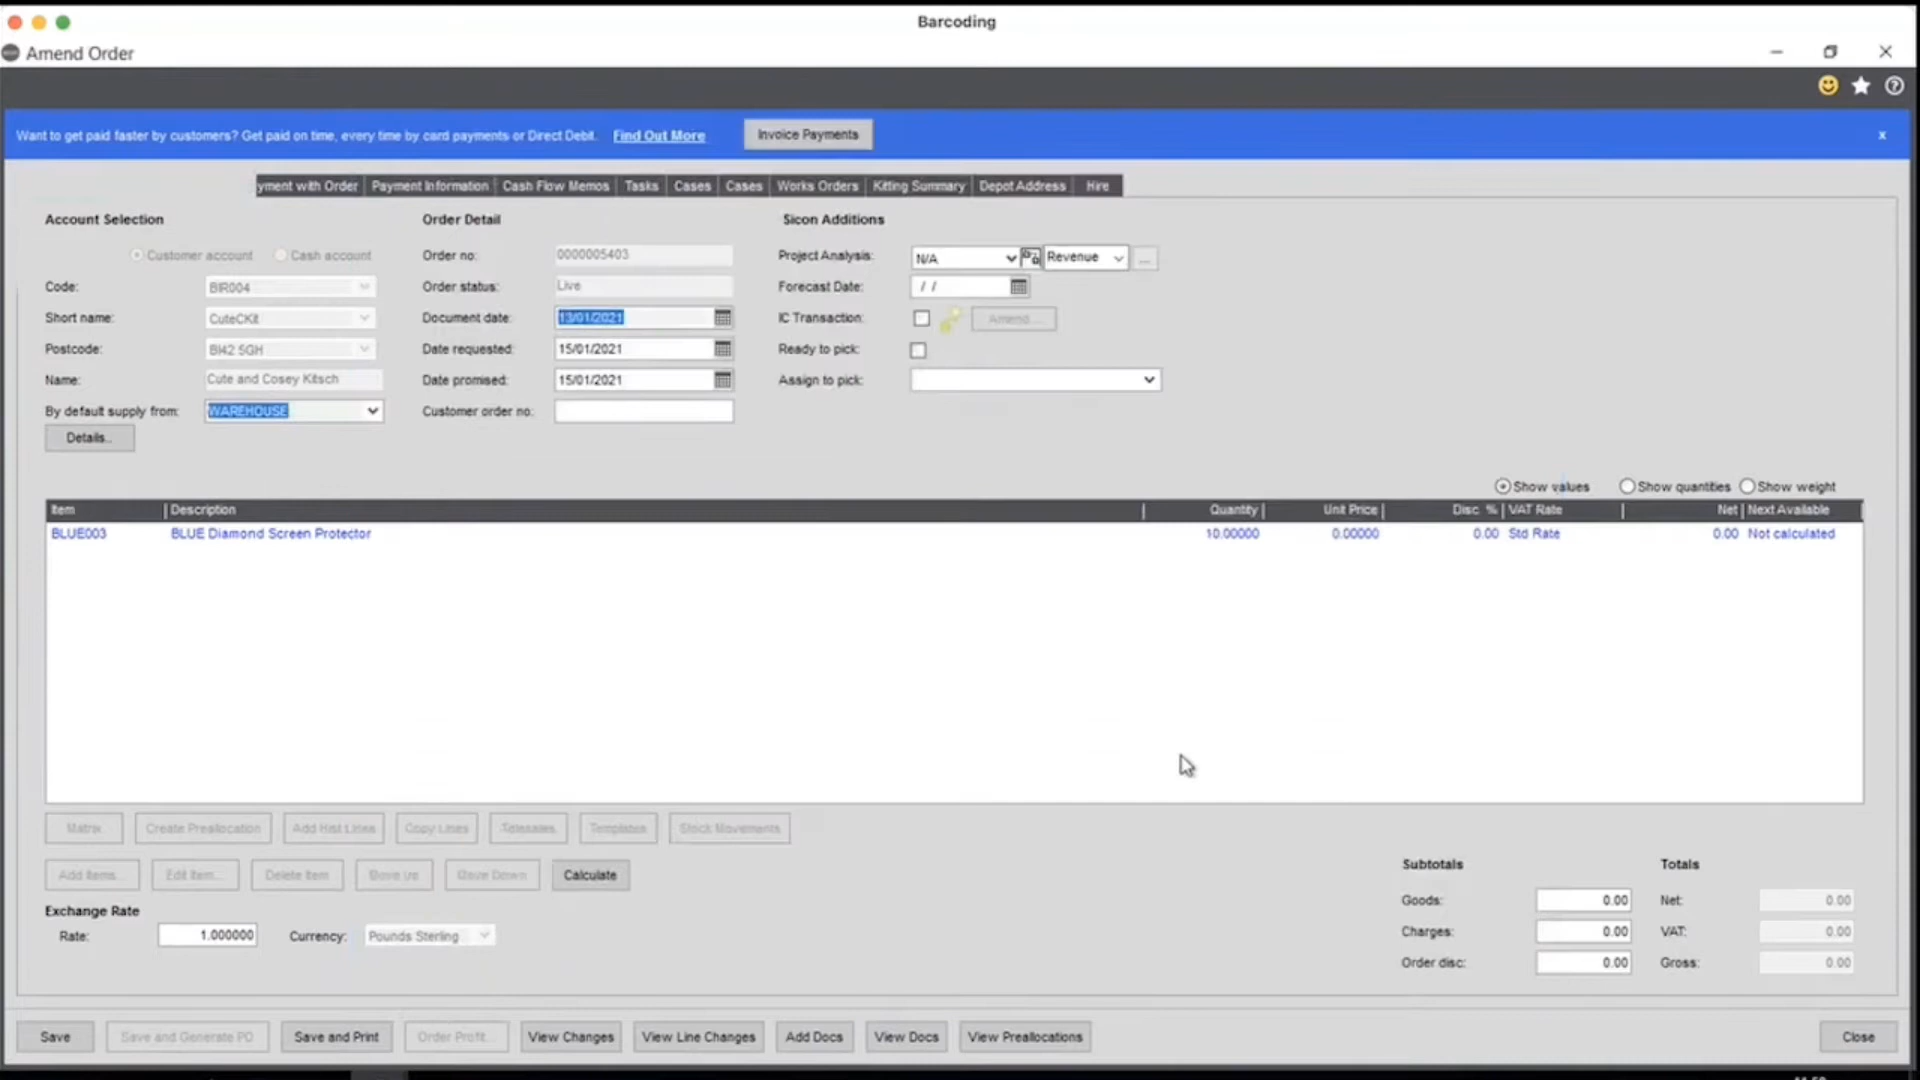 Barcoding
Amend Order
Want to get paid faster by customers? Get paid on time, every time by card payments or Direct Debit. Find Out More Invoice Payments x
yment with Order Payment Information Cash Flow Memos Tasks Cases Cases Works Orders Kitting Summary Depot Address Hire
Account Selection Order Detail Sicon Additions
Customer account Cash account Order no: 0000005403 Project Analysis: N/A Revenue ...
Code: BIR004 Order status: Live Forecast Date: / /
Short name: CuteCKit Document date: 13/01/2021 IC Transaction: Amend...
Postcode: BI42 5GH Date requested: 15/01/2021 Ready to pick:
Name: Cute and Cosey Kitsch Date promised: 15/01/2021 Assign to pick:
By default supply from: WAREHOUSE Customer order no:
Details..
Show values Show quantities Show weight
Item Description Quantity Unit Price Disc. % VAT Rate Net Next Available
BLUE003 BLUE Diamond Screen Protector 10.00000 0.00000 0.00 Std Rate 0.00 Not calculated
Matrix Create Preallocation Add Hist Lines Copy Lines Telesales Templates Stock Movements
Add Items... Edit Item... Delete Item Move Up Move Down Calculate
Subtotals Totals
Goods: 0.00 Net: 0.00
Exchange Rate
Rate: 1.000000 Currency: Pounds Sterling Charges: 0.00 VAT: 0.00
Order disc: 0.00 Gross: 0.00
Save Save and Generate PO Save and Print Order Profit... View Changes View Line Changes Add Docs View Docs View Preallocations Close